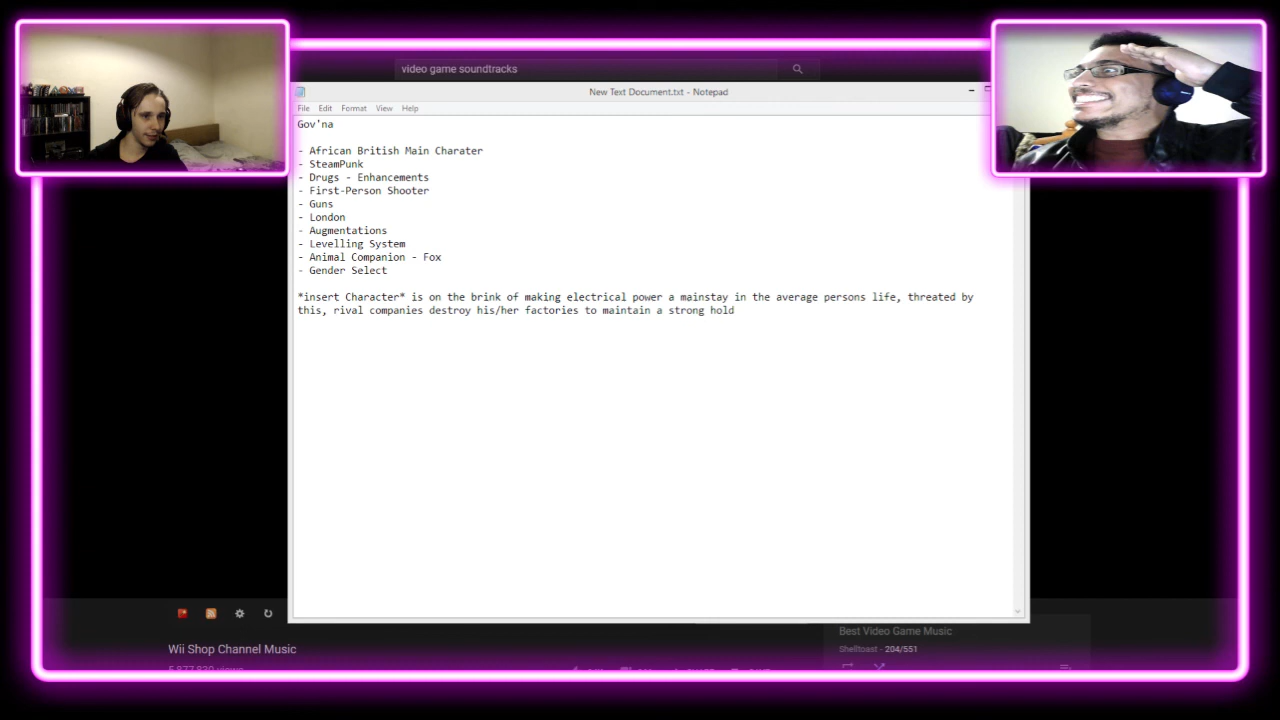 video game soundtracks
New Text Document.txt - Notepad
File Edit Format View Help
Gov'na
- African British Main Charater
- SteamPunk
- Drugs - Enhancements
- First-Person Shooter
- Guns
- London
- Augmentations
- Levelling System
- Animal Companion - Fox
- Gender Select
*insert Character* is on the brink of making electrical power a mainstay in the average persons life, threated by
this, rival companies destroy his/her factories to maintain a strong hold
Wii Shop Channel Music
Best Video Game Music
Shelltoast - 204/551